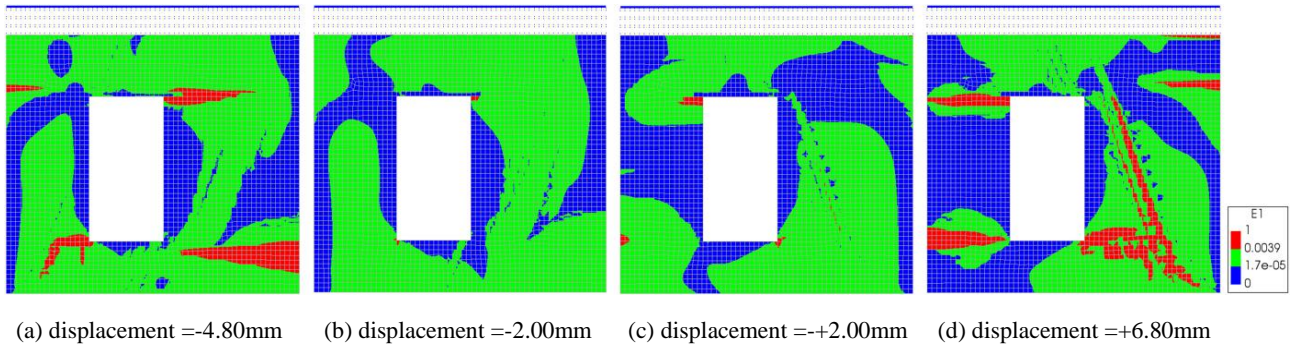 E1
1
0.0039
1.7e-05
0
(a) displacement =-4.80mm (b) displacement =-2.00mm (c) displacement =-+2.00mm (d) displacement =+6.80mm